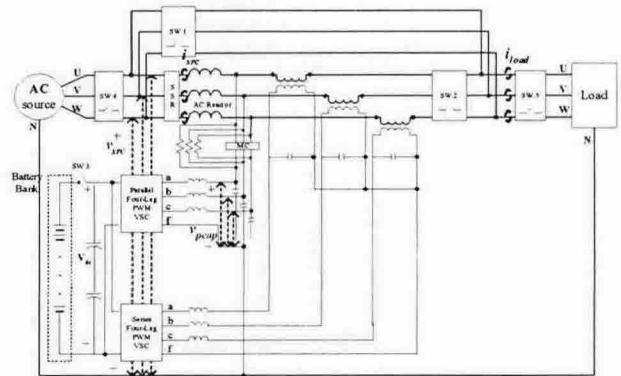 SW 1
i_src
i_load
U
V
W
U
V
W
AC
source
N
SW 4
S
S
R
AC Reactor
SW 2
SW 5
Load
N
MC
V_src
+
Battery
Bank
SW 3
+
V_dc
-
Parallel
Four-Leg
PWM
VSC
a
b
c
f
+
V_pcap
-
Series
Four-Leg
PWM
VSC
a
b
c
f
-